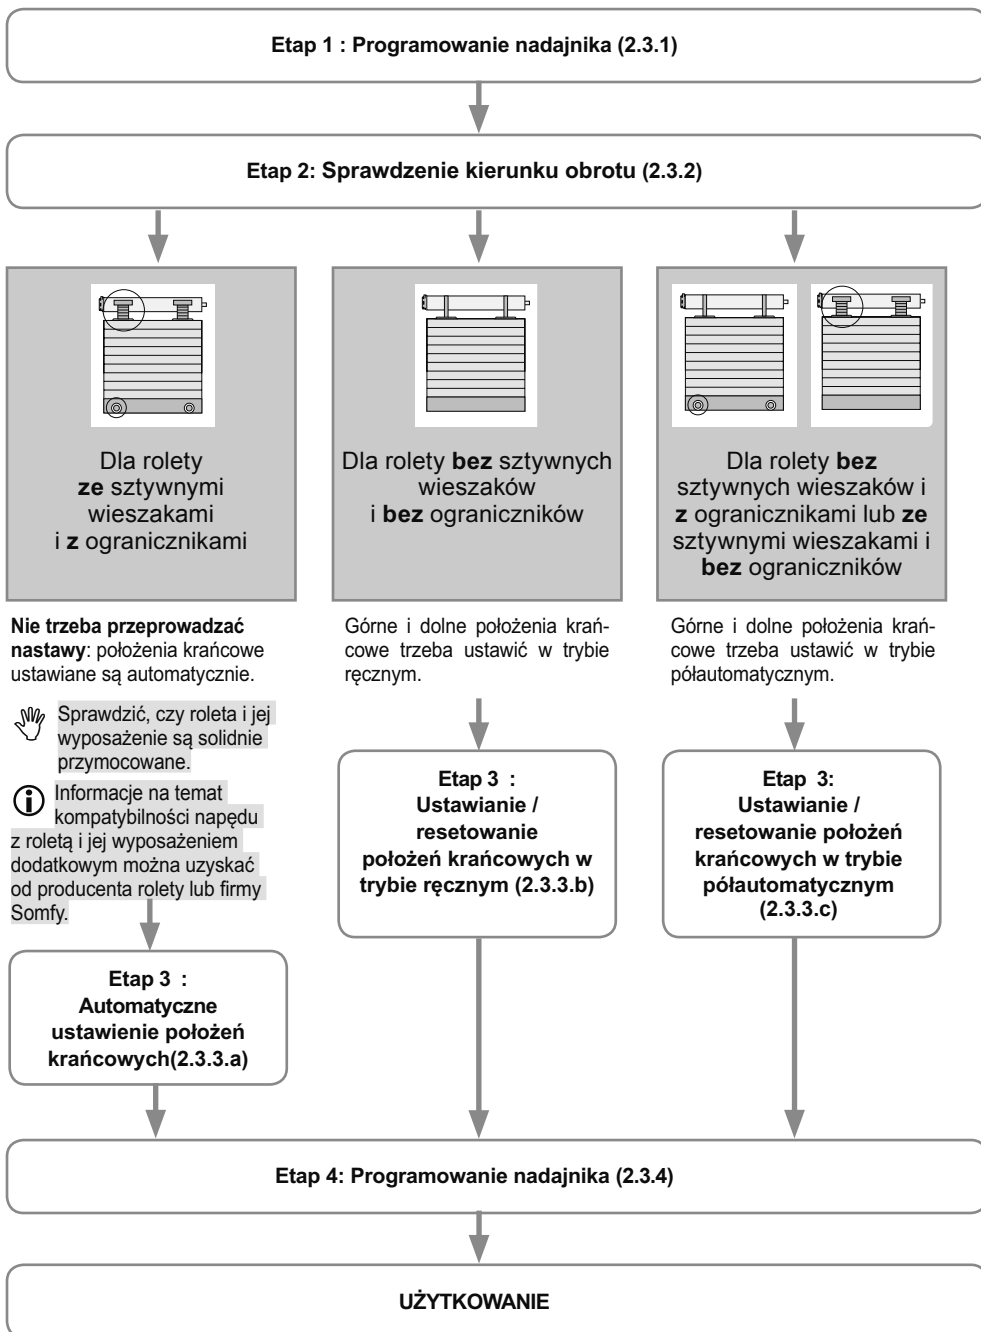 Etap 1 : Programowanie nadajnika (2.3.1)
Etap 2: Sprawdzenie kierunku obrotu (2.3.2)
Dla rolety
ze sztywnymi
wieszakami
i z ogranicznikami
Nie trzeba przeprowadzać
nastawy: położenia krańcowe
ustawiane są automatycznie.
Sprawdzić, czy roleta i jej
wyposażenie są solidnie
przymocowane.
Informacje na temat
kompatybilności napędu
z roletą i jej wyposażeniem
dodatkowym można uzyskać
od producenta rolety lub firmy
Somfy.
Etap 3 :
Automatyczne
ustawienie położeń
krańcowych(2.3.3.a)
Dla rolety bez sztywnych
wieszaków
i bez ograniczników
Górne i dolne położenia krań-
cowe trzeba ustawić w trybie
ręcznym.
Etap 3 :
Ustawianie /
resetowanie
położeń krańcowych w
trybie ręcznym (2.3.3.b)
Dla rolety bez
sztywnych wieszaków i
z ogranicznikami lub ze
sztywnymi wieszakami i
bez ograniczników
Górne i dolne położenia krań-
cowe trzeba ustawić w trybie
półautomatycznym.
Etap 3:
Ustawianie /
resetowanie położeń
krańcowych w trybie
półautomatycznym
(2.3.3.c)
Etap 4: Programowanie nadajnika (2.3.4)
UŻYTKOWANIE